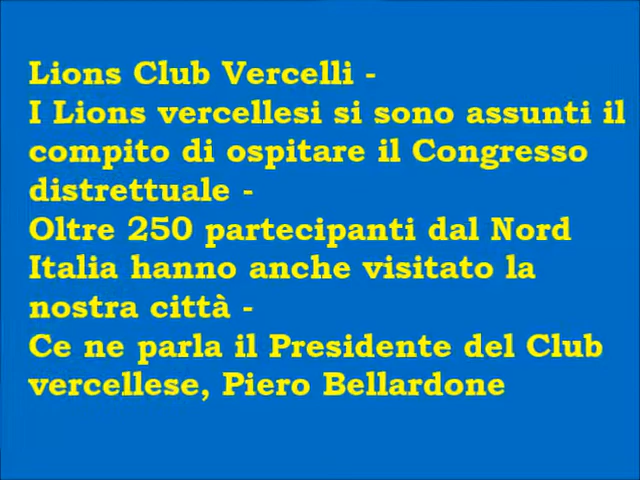 Lions Club Vercelli -
I Lions vercellesi si sono assunti il
compito di ospitare il Congresso
distrettuale -
Oltre 250 partecipanti dal Nord
Italia hanno anche visitato la
nostra città -
Ce ne parla il Presidente del Club
vercellese, Piero Bellardone